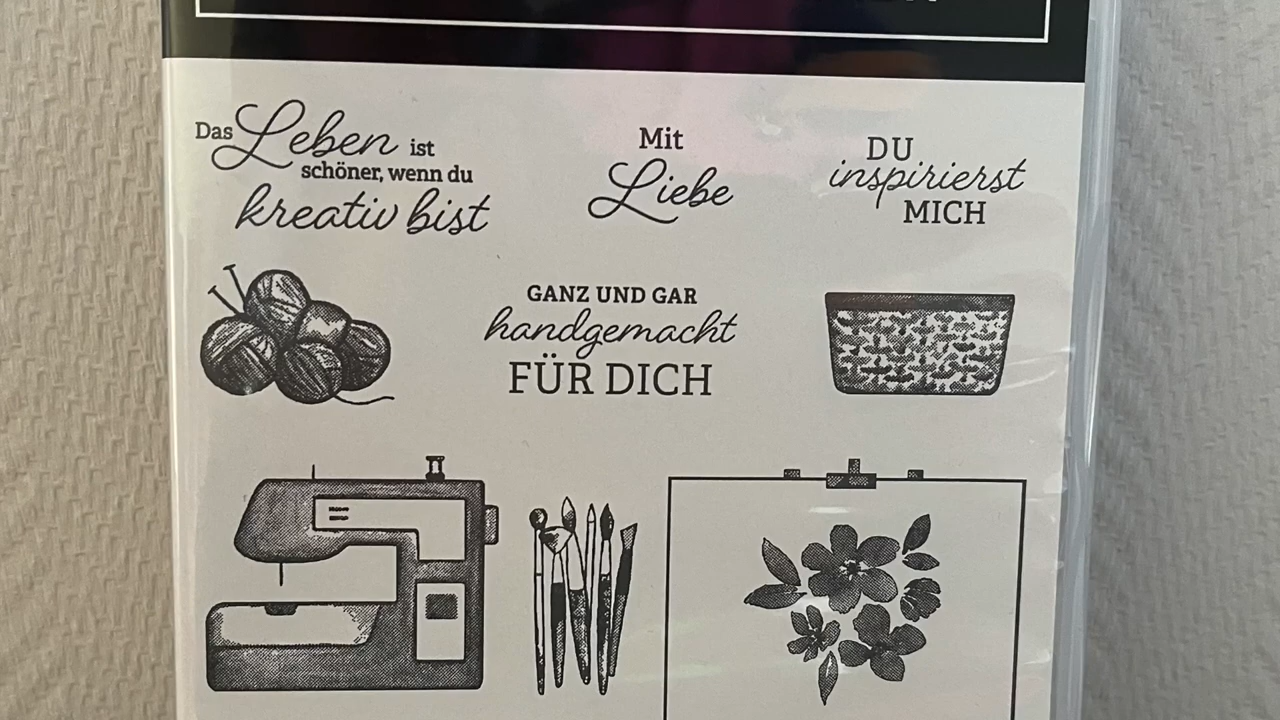 Das Leben ist
schöner, wenn du
kreativ bist
Mit
Liebe
DU
inspirierst
MICH
GANZ UND GAR
handgemacht
FÜR DICH